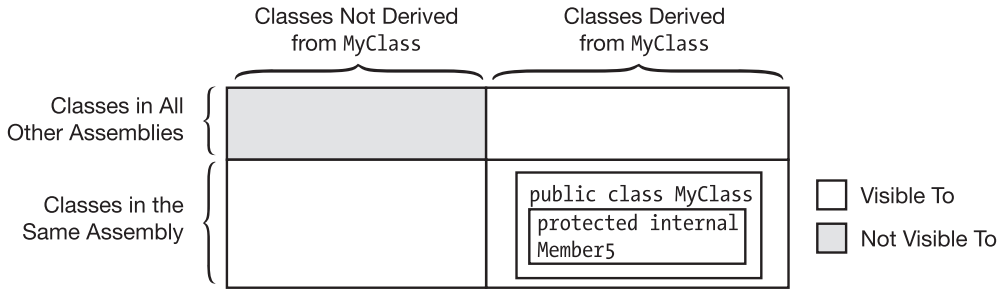 Classes Not Derived
from MyClass
Classes Derived
from MyClass
Classes in All
Other Assemblies
Classes in the
Same Assembly
public class MyClass
protected internal
Member5
Visible To
Not Visible To